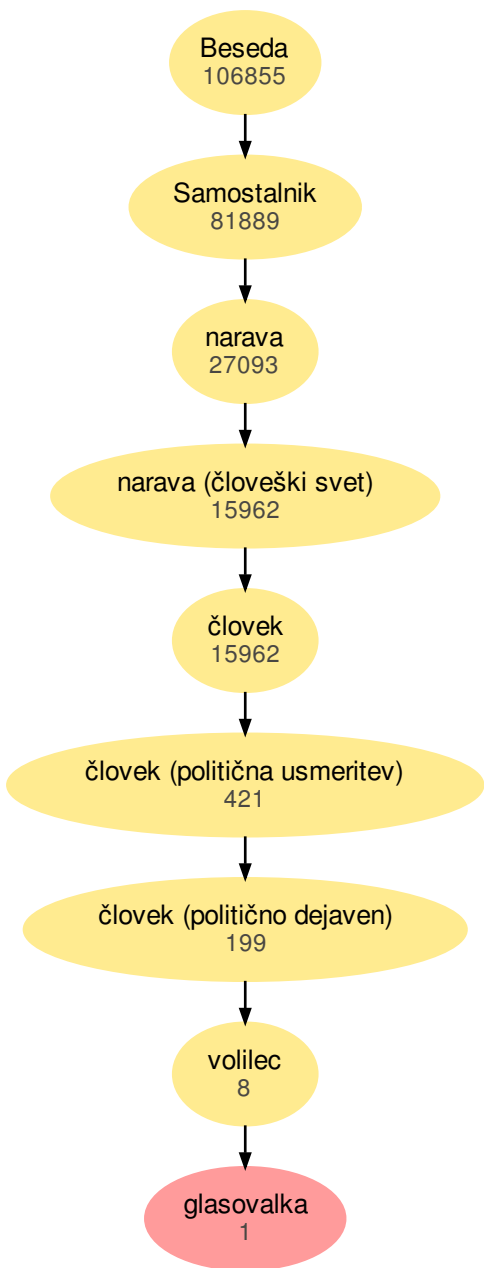 Beseda
106855
Samostalnik
81889
narava
27093
narava (človeški svet)
15962
človek
15962
človek (politična usmeritev)
421
človek (politično dejaven)
199
volilec
8
glasovalka
1